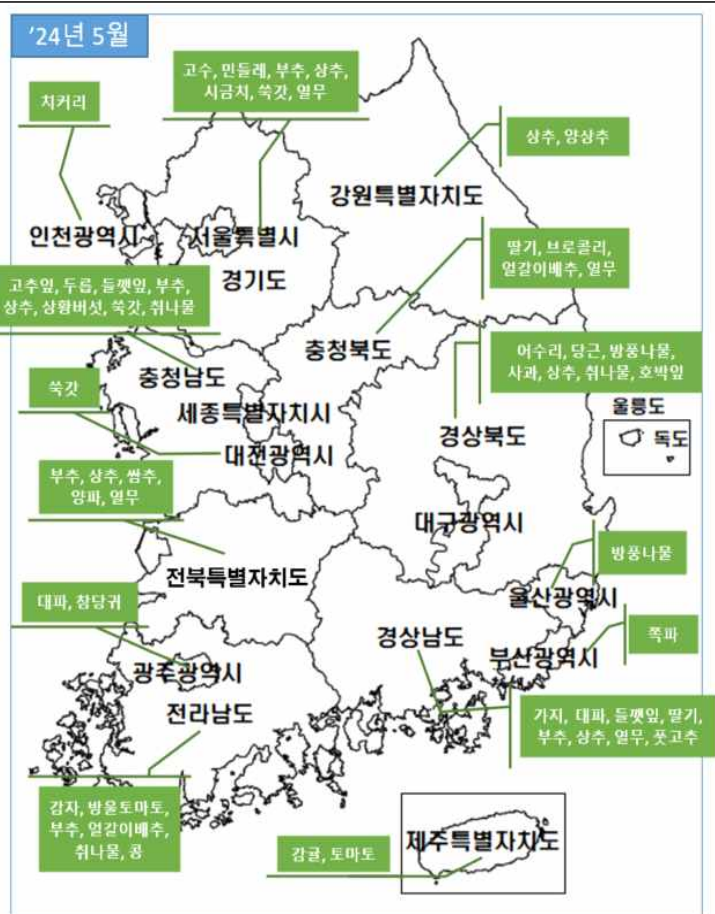 '24년 5월
고수, 민들레, 부추, 상추,
시금치, 쑥갓, 열무
치커리
상추, 양상추
강원특별자치도
인천광역시
서울특별시
경기도
딸기, 브로콜리,
얼갈이배추, 열무
고추잎, 두릅, 들깻잎, 부추,
상추, 상황버섯, 쑥갓, 취나물
충청북도
충청남도
어수리, 당근, 방풍나물,
사과, 상추, 취나물, 호박잎
쑥갓
세종특별자치시
대전광역시
경상북도
울릉도
독도
부추, 상추, 쌈추,
양파, 열무
대구광역시
전북특별자치도
방풍나물
울산광역시
대파, 참당귀
쪽파
경상남도
부산광역시
광주광역시
전라남도
가지, 대파, 들깻잎, 딸기,
부추, 상추, 열무, 풋고추
감자, 방울토마토,
부추, 얼갈이배추,
취나물, 콩
제주특별자치도
감귤, 토마토